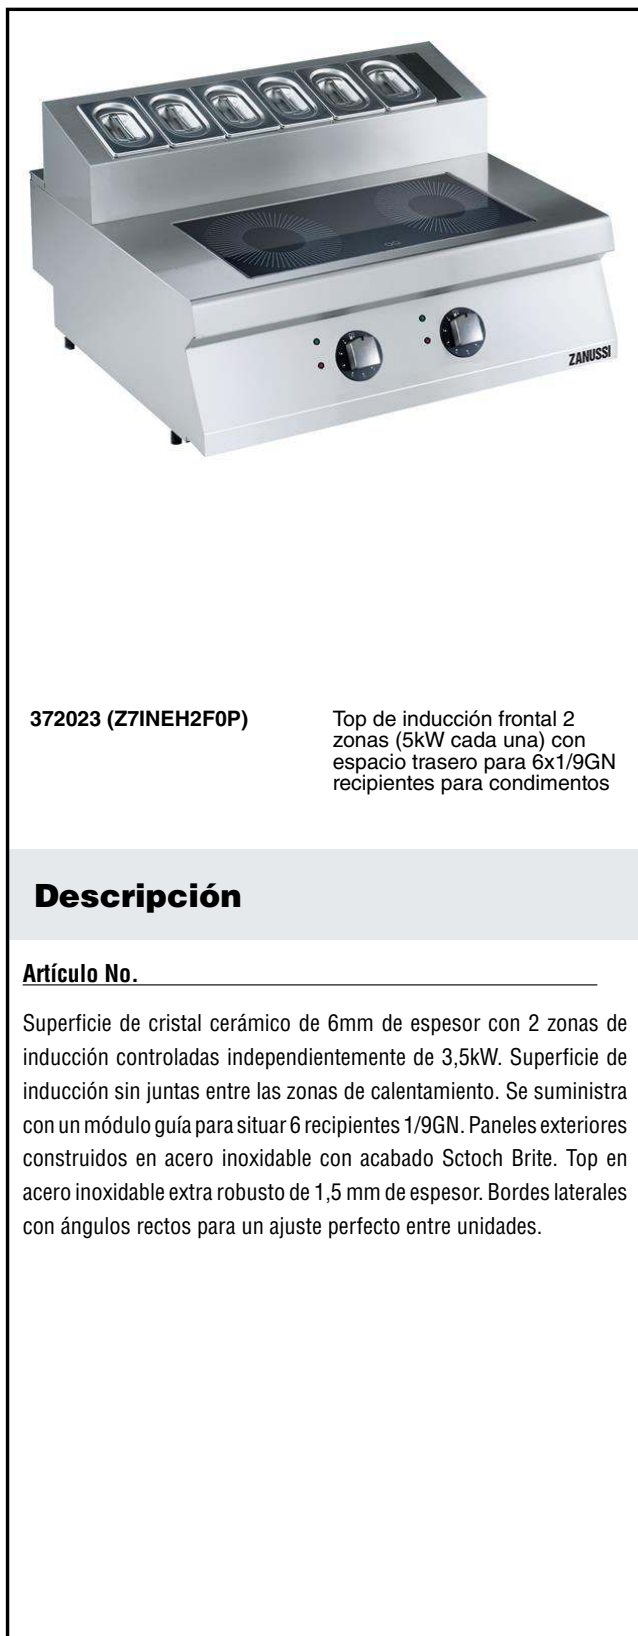 ZANUSSI
372023 (Z7INEH2F0P)
Top de inducción frontal 2
zonas (5kW cada una) con
espacio trasero para 6x1/9GN
recipientes para condimentos
Descripción
Artículo No.
Superficie de cristal cerámico de 6mm de espesor con 2 zonas de
inducción controladas independientemente de 3,5kW. Superficie de
inducción sin juntas entre las zonas de calentamiento. Se suministra
con un módulo guía para situar 6 recipientes 1/9GN. Paneles exteriores
construidos en acero inoxidable con acabado Sctoch Brite. Top en
acero inoxidable extra robusto de 1,5 mm de espesor. Bordes laterales
con ángulos rectos para un ajuste perfecto entre unidades.